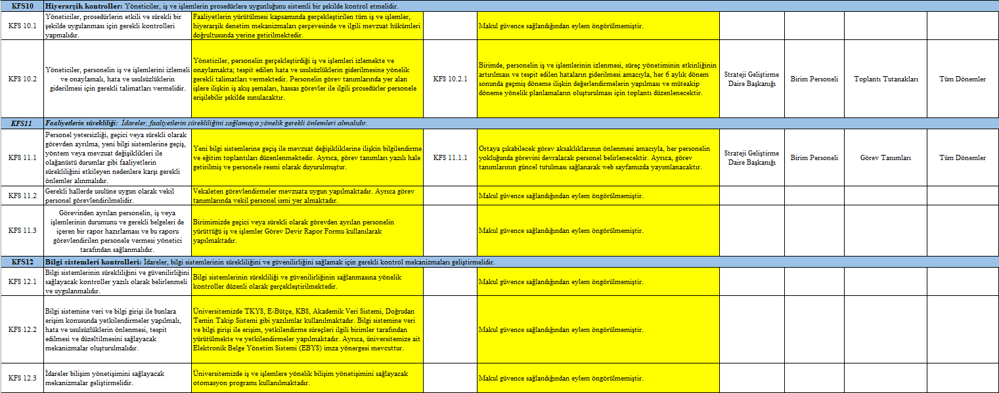 KFS10 Hiyerarşik kontroller: Yöneticiler, iş ve işlemlerin prosedürlere uygunluğunu sistemli bir şekilde kontrol etmelidir.
KFS 10.1
Yöneticiler, prosedürlerin etkili ve sürekli bir
şekilde uygulanması için gerekli kontrolleri
yapmalıdır.
Faaliyetlerin yürütülmesi kapsamında gerçekleştirilen tüm iş ve işlemler,
hiyerarşik denetim mekanizmaları çerçevesinde ve ilgili mevzuat hükümleri
doğrultusunda yerine getirilmektedir.
Makul güvence sağlandığından eylem öngörülmemiştir.
KFS 10.2
Yöneticiler, personelin iş ve işlemlerini izlemeli
ve onaylamalı, hata ve usulsüzlüklerin
giderilmesi için gerekli talimatları vermelidir.
Yöneticiler, personelin gerçekleştirdiği iş ve işlemleri izlemekte ve
onaylamakta; tespit edilen hata ve usulsüzlüklerin giderilmesine yönelik
gerekli talimatları vermektedir. Personelin görev tanımlarında yer alan
işlere ilişkin iş akış şemaları, hassas görevler ile ilgili prosedürler personele
erişilebilir şekilde sunulacaktır.
KFS 10.2.1
Birimde, personelin iş ve işlemlerinin izlenmesi, süreç yönetiminin etkinliğinin
artırılması ve tespit edilen hataların giderilmesi amacıyla, her 6 aylık dönem
sonunda geçmiş döneme ilişkin değerlendirmelerin yapılması ve müteakip
döneme yönelik planlamaların oluşturulması için toplantı düzenlenecektir.
Strateji Geliştirme
Daire Başkanlığı
Birim Personeli
Toplantı Tutanakları
Tüm Dönemler
KFS11 Faaliyetlerin sürekliliği: İdareler, faaliyetlerin sürekliliğini sağlamaya yönelik gerekli önlemleri almalıdır.
KFS 11.1
Personel yetersizliği, geçici veya sürekli olarak
görevden ayrılma, yeni bilgi sistemlerine geçiş,
yöntem veya mevzuat değişiklikleri ile
olağanüstü durumlar gibi faaliyetlerin
sürekliliğini etkileyen nedenlere karşı gerekli
önlemler alınmalıdır.
Yeni bilgi sistemlerine geçiş ile mevzuat değişikliklerine ilişkin bilgilendirme
ve eğitim toplantıları düzenlenmektedir. Ayrıca, görev tanımları yazılı hale
getirilmiş ve personele resmi olarak duyurulmuştur.
KFS 11.1.1
Ortaya çıkabilecek görev aksaklıklarının önlenmesi amacıyla, her personelin
yokluğunda görevini devralacak personel belirlenecektir. Ayrıca, görev
tanımlarının güncel tutulması sağlanarak web sayfamızda yayımlanacaktır.
Strateji Geliştirme
Daire Başkanlığı
Birim Personeli
Görev Tanımları
Tüm Dönemler
KFS 11.2
Gerekli hallerde usulüne uygun olarak vekil
personel görevlendirilmelidir.
Vekaleten görevlendirmeler mevzuata uygun yapılmaktadır. Ayrıca görev
tanımlarında vekil personel ismi yer almaktadır.
Makul güvence sağlandığından eylem öngörülmemiştir.
KFS 11.3
Görevinden ayrılan personelin, iş veya
işlemlerinin durumunu ve gerekli belgeleri de
içeren bir rapor hazırlaması ve bu raporu
görevlendirilen personele vermesi yönetici
tarafından sağlanmalıdır.
Birimimizde geçici veya sürekli olarak görevden ayrılan personelin
yürüttüğü iş ve işlemler Görev Devir Rapor Formu kullanılarak
yapılmaktadır.
Makul güvence sağlandığından eylem öngörülmemiştir.
KFS12 Bilgi sistemleri kontrolleri: İdareler, bilgi sistemlerinin sürekliliğini ve güvenilirliğini sağlamak için gerekli kontrol mekanizmaları geliştirmelidir.
KFS 12.1
Bilgi sistemlerinin sürekliliğini ve güvenilirliğini
sağlayacak kontroller yazılı olarak belirlenmeli
ve uygulanmalıdır.
Bilgi sistemlerinin sürekliliği ve güvenilirliğinin sağlanmasına yönelik
kontroller düzenli olarak gerçekleştirilmektedir.
Makul güvence sağlandığından eylem öngörülmemiştir.
KFS 12.2
Bilgi sistemine veri ve bilgi girişi ile bunlara
erişim konusunda yetkilendirmeler yapılmalı,
hata ve usulsüzlüklerin önlenmesi, tespit
edilmesi ve düzeltilmesini sağlayacak
mekanizmalar oluşturulmalıdır.
Üniversitemizde TKYS, E-Bütçe, KBS, Akademik Veri Sistemi, Doğrudan
Temin Takip Sistemi gibi yazılımlar kullanılmaktadır. Bilgi sistemine veri
ve bilgi girişi ile erişim, yetkilendirme süreçleri ilgili birimler tarafından
yürütülmekte ve yetkilendirmeler yapılmaktadır. Ayrıca, üniversitemize ait
Elektronik Belge Yönetim Sistemi (EBYS) imza yönergesi mevcuttur.
Makul güvence sağlandığından eylem öngörülmemiştir.
KFS 12.3
İdareler bilişim yönetişimini sağlayacak
mekanizmalar geliştirmelidir.
Üniversitemizde iş ve işlemlere yönelik bilişim yönetişimini sağlayacak
otomasyon programı kullanılmaktadır.
Makul güvence sağlandığından eylem öngörülmemiştir.